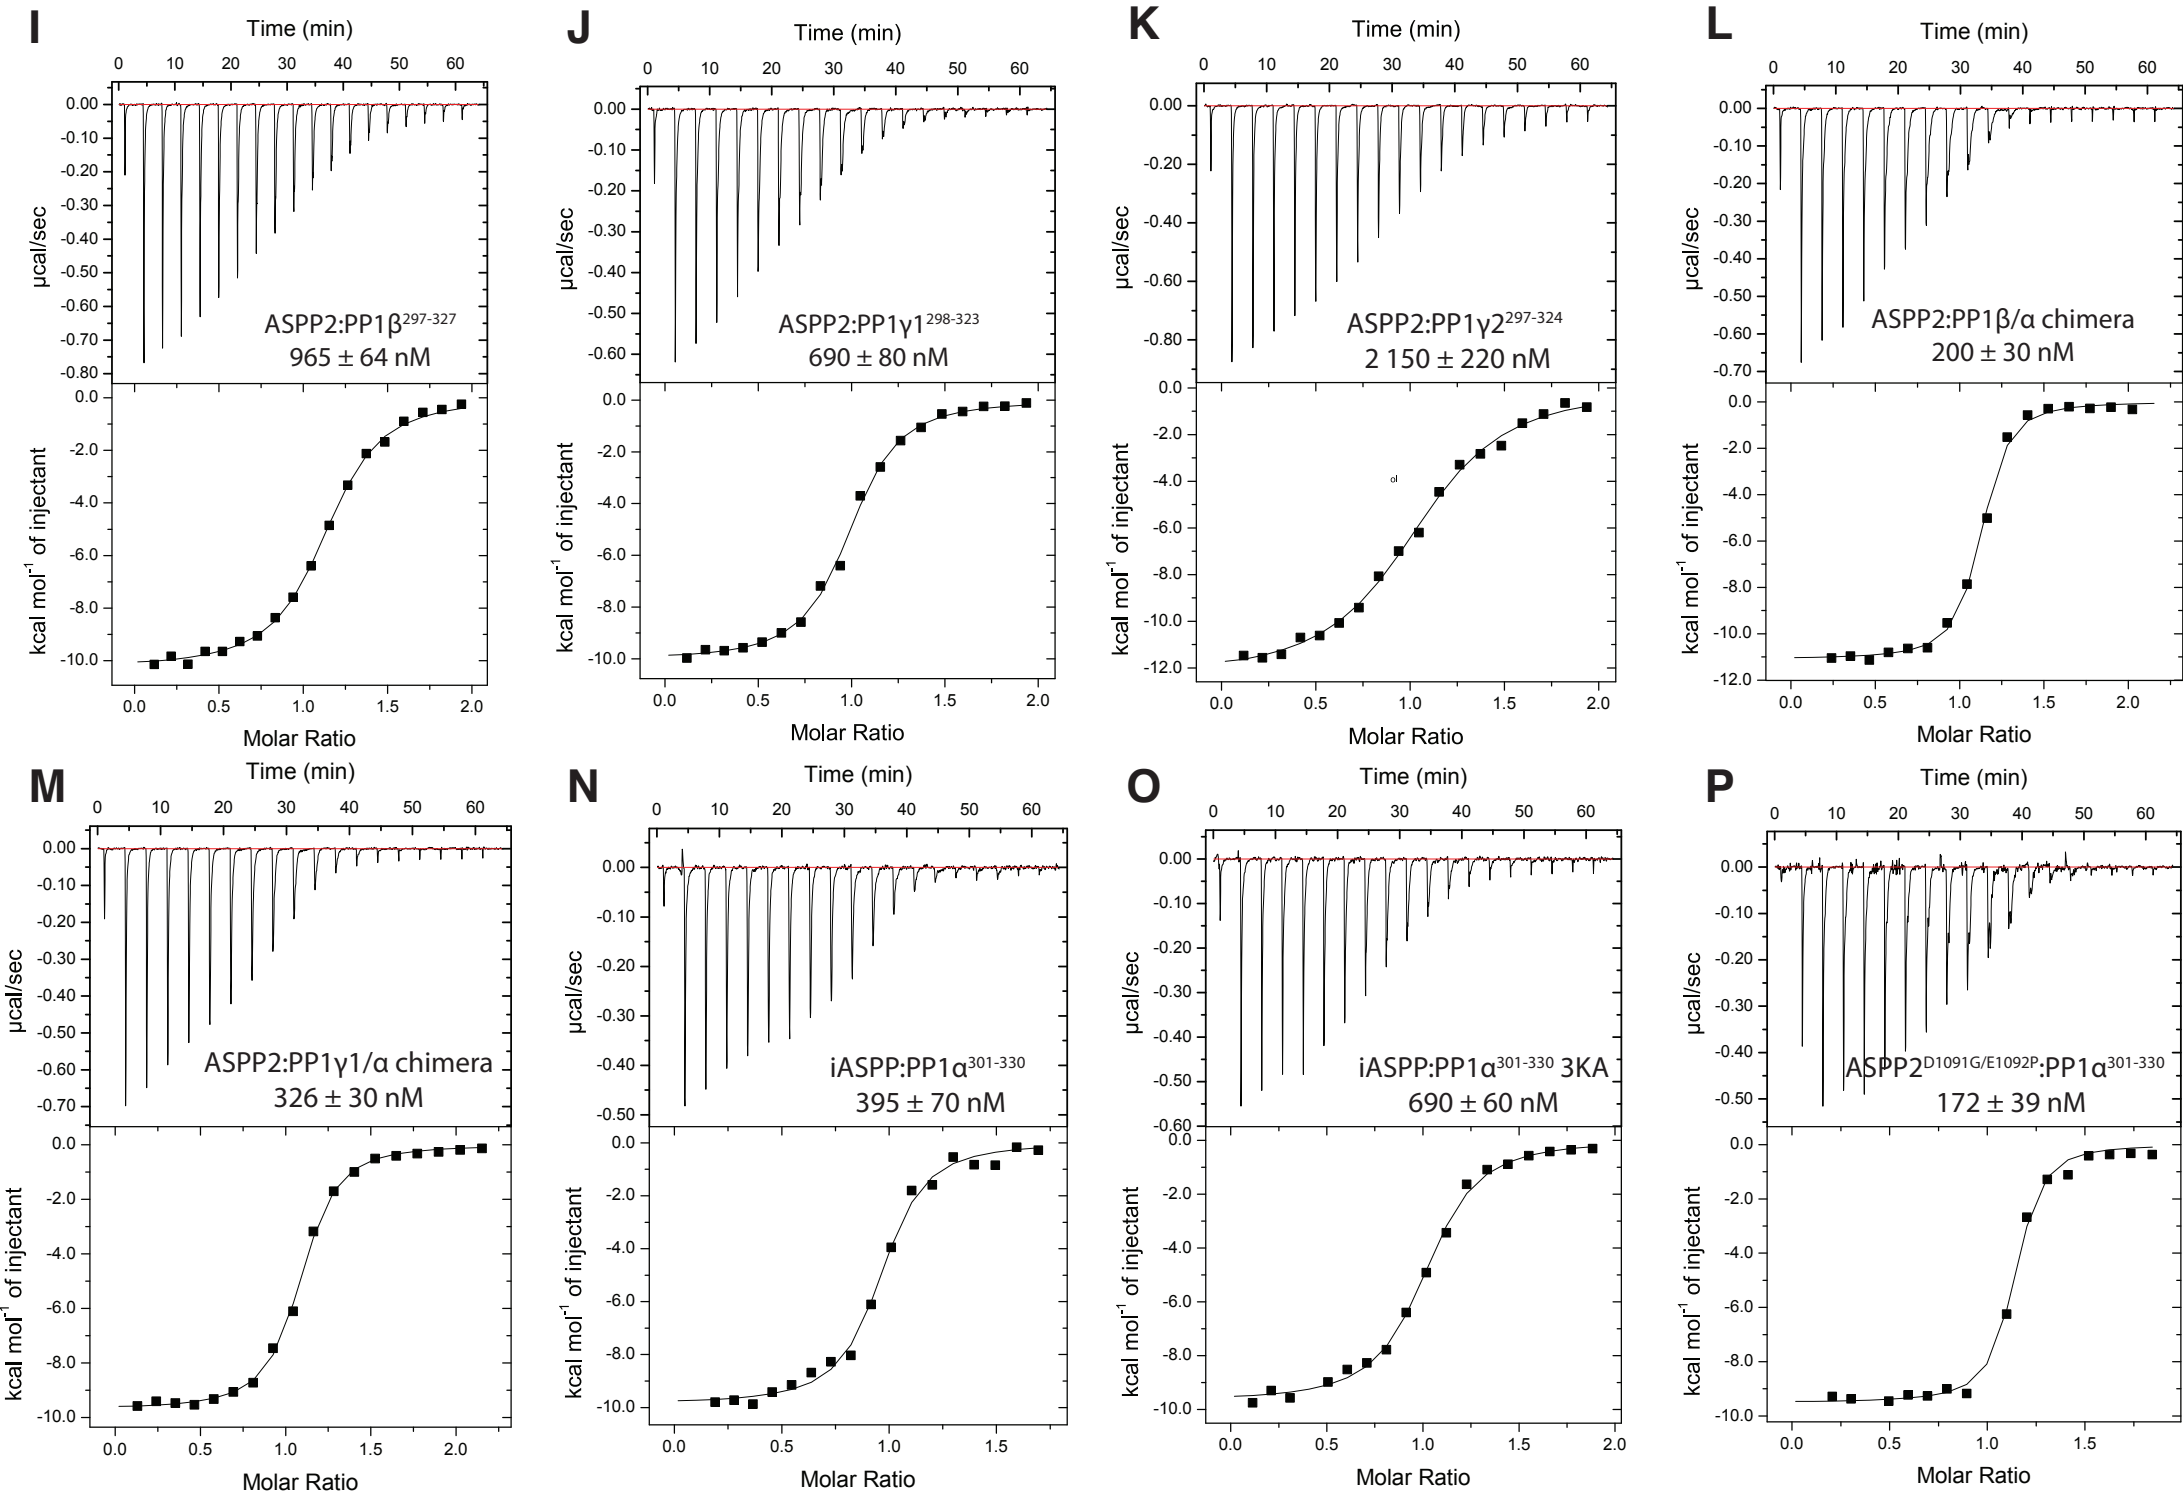 I
Time (min)
0 10 20 30 40 50 60
0.00
-0.10
-0.20
-0.30
-0.40
-0.50
-0.60
-0.70
-0.80
µcal/sec
ASPP2:PP1β297-327
965 ± 64 nM
0.0
-2.0
-4.0
-6.0
-8.0
-10.0
kcal mol-1 of injectant
0.0 0.5 1.0 1.5 2.0
Molar Ratio
J
Time (min)
0 10 20 30 40 50 60
0.00
-0.10
-0.20
-0.30
-0.40
-0.50
-0.60
µcal/sec
ASPP2:PP1γ1298-323
690 ± 80 nM
0.0
-2.0
-4.0
-6.0
-8.0
-10.0
kcal mol-1 of injectant
0.0 0.5 1.0 1.5 2.0
Molar Ratio
K
Time (min)
0 10 20 30 40 50 60
0.00
-0.20
-0.40
-0.60
-0.80
µcal/sec
ASPP2:PP1γ2297-324
2 150 ± 220 nM
0.0
-2.0
-4.0
-6.0
-8.0
-10.0
-12.0
ol
kcal mol-1 of injectant
0.0 0.5 1.0 1.5 2.0
Molar Ratio
L
Time (min)
0 10 20 30 40 50 60
0.00
-0.10
-0.20
-0.30
-0.40
-0.50
-0.60
-0.70
µcal/sec
ASPP2:PP1β/α chimera
200 ± 30 nM
0.0
-2.0
-4.0
-6.0
-8.0
-10.0
-12.0
kcal mol-1 of injectant
0.0 0.5 1.0 1.5 2.0
Molar Ratio
M
Time (min)
0 10 20 30 40 50 60
0.00
-0.10
-0.20
-0.30
-0.40
-0.50
-0.60
-0.70
µcal/sec
ASPP2:PP1γ1/α chimera
326 ± 30 nM
0.0
-2.0
-4.0
-6.0
-8.0
-10.0
kcal mol-1 of injectant
0.0 0.5 1.0 1.5 2.0
Molar Ratio
N
Time (min)
0 10 20 30 40 50 60
0.00
-0.10
-0.20
-0.30
-0.40
-0.50
µcal/sec
iASPP:PP1α301-330
395 ± 70 nM
0.0
-2.0
-4.0
-6.0
-8.0
-10.0
kcal mol-1 of injectant
0.0 0.5 1.0 1.5
Molar Ratio
O
Time (min)
0 10 20 30 40 50 60
0.00
-0.10
-0.20
-0.30
-0.40
-0.50
-0.60
µcal/sec
iASPP:PP1α301-330 3KA
690 ± 60 nM
0.0
-2.0
-4.0
-6.0
-8.0
-10.0
kcal mol-1 of injectant
0.0 0.5 1.0 1.5 2.0
Molar Ratio
P
Time (min)
0 10 20 30 40 50 60
0.00
-0.10
-0.20
-0.30
-0.40
-0.50
µcal/sec
ASPP2D1091G/E1092P:PP1α301-330
172 ± 39 nM
0.0
-2.0
-4.0
-6.0
-8.0
-10.0
kcal mol-1 of injectant
0.0 0.5 1.0 1.5
Molar Ratio